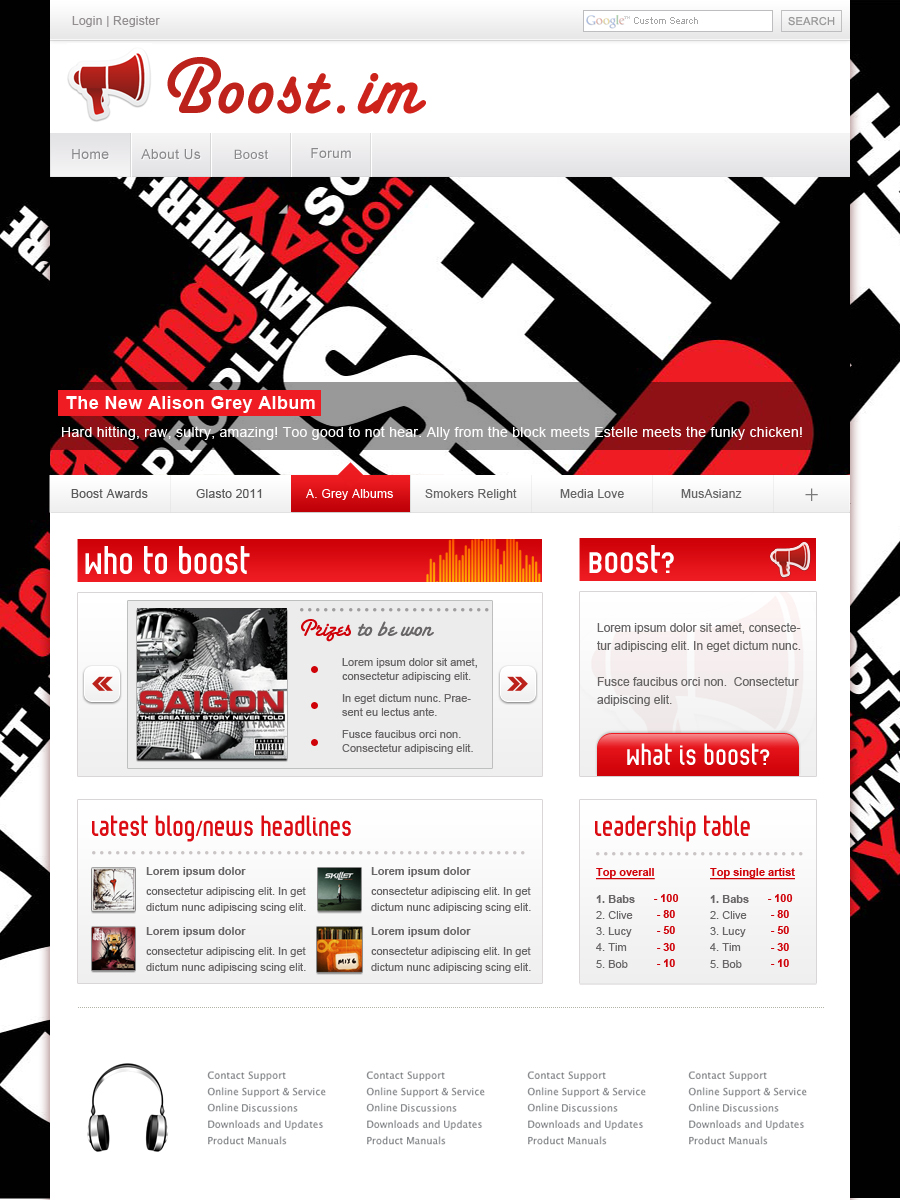 Login | Register
Google™ Custom Search
SEARCH
Boost.im
Home
About Us
Boost
Forum
PEOPLE
LAY WHERE
LAY
don
The New Alison Grey Album
Hard hitting, raw, sultry, amazing! Too good to not hear. Ally from the block meets Estelle meets the funky chicken!
Boost Awards
Glasto 2011
A. Grey Albums
Smokers Relight
Media Love
MusAsianz
+
Who to boost
Prizes to be won
SAIGON
THE GREATEST STORY NEVER TOLD
Lorem ipsum dolor sit amet,
consectetur adipiscing elit.
In eget dictum nunc. Prae-
sent eu lectus ante.
Fusce faucibus orci non.
Consectetur adipiscing elit.
Boost?
Lorem ipsum dolor sit amet, consecte-
tur adipiscing elit. In eget dictum nunc.
Fusce faucibus orci non.  Consectetur
adipiscing elit.
What is boost?
Latest blog/news headlines
Lorem ipsum dolor
consectetur adipiscing elit. In get
dictum nunc adipiscing scing elit.
SKILLET
Lorem ipsum dolor
consectetur adipiscing elit. In get
dictum nunc adipiscing elit.
Lorem ipsum dolor
consectetur adipiscing elit. In get
dictum nunc adipiscing scing elit.
MIX6
Lorem ipsum dolor
consectetur adipiscing elit. In get
dictum nunc adipiscing elit.
Leadership table
Top overall
1. Babs - 100
2. Clive - 80
3. Lucy - 50
4. Tim - 30
5. Bob - 10
Top single artist
1. Babs - 100
2. Clive - 80
3. Lucy - 50
4. Tim - 30
5. Bob - 10
Contact Support
Online Support & Service
Online Discussions
Downloads and Updates
Product Manuals
Contact Support
Online Support & Service
Online Discussions
Downloads and Updates
Product Manuals
Contact Support
Online Support & Service
Online Discussions
Downloads and Updates
Product Manuals
Contact Support
Online Support & Service
Online Discussions
Downloads and Updates
Product Manuals